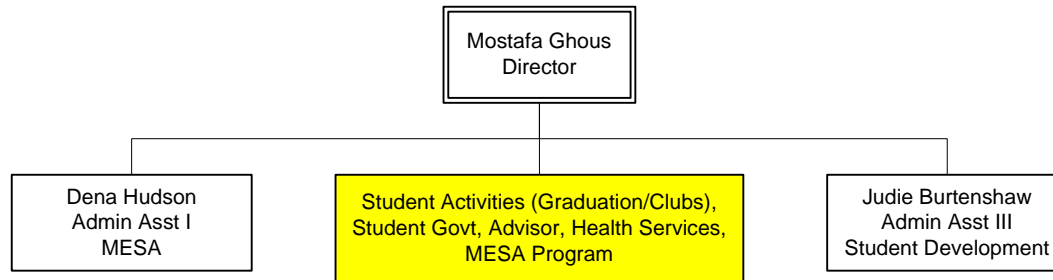 Mostafa Ghous
Director
Dena Hudson
Admin Asst I
MESA
Student Activities (Graduation/Clubs),
Student Govt, Advisor, Health Services,
MESA Program
Judie Burtenshaw
Admin Asst III
Student Development